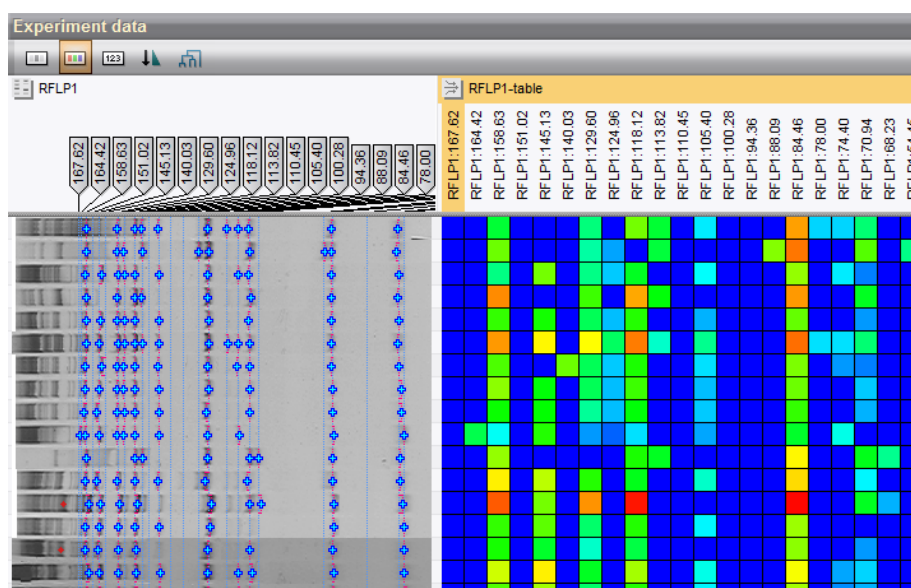 Experiment data
123
RFLP1
RFLP1-table
167.62
164.42
158.63
151.02
145.13
140.03
129.60
124.96
118.12
113.82
110.45
105.40
100.28
94.36
88.09
84.46
78.00
RFLP1:167.62
RFLP1:164.42
RFLP1:158.63
RFLP1:151.02
RFLP1:145.13
RFLP1:140.03
RFLP1:129.60
RFLP1:124.96
RFLP1:118.12
RFLP1:113.82
RFLP1:110.45
RFLP1:105.40
RFLP1:100.28
RFLP1:94.36
RFLP1:88.09
RFLP1:84.46
RFLP1:78.00
RFLP1:74.40
RFLP1:70.94
RFLP1:68.23